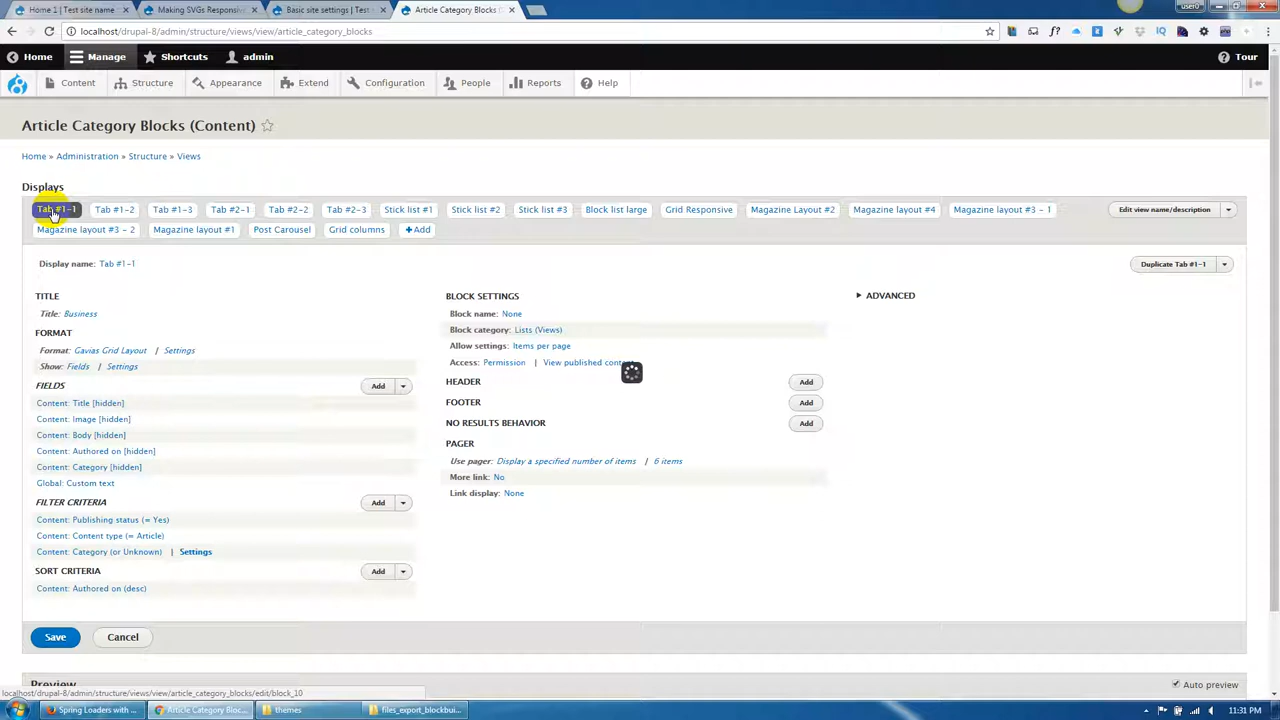 Home 1 | Test site name
Making SVGs Responsive
Basic site settings | Test
Article Category Blocks (
user0
localhost/drupal-8/admin/structure/views/view/article_category_blocks
Home
Manage
Shortcuts
admin
Tour
Content
Structure
Appearance
Extend
Configuration
People
Reports
Help
Article Category Blocks (Content)
Home » Administration » Structure » Views
Displays
Tab #1-1
Tab #1-2
Tab #1-3
Tab #2-1
Tab #2-2
Tab #2-3
Stick list #1
Stick list #2
Stick list #3
Block list large
Grid Responsive
Magazine Layout #2
Magazine layout #4
Magazine layout #3 - 1
Edit view name/description
Magazine layout #3 - 2
Magazine layout #1
Post Carousel
Grid columns
+ Add
Display name: Tab #1-1
Duplicate Tab #1-1
TITLE
Title: Business
FORMAT
Format: Gavias Grid Layout | Settings
Show: Fields | Settings
FIELDS
Add
Content: Title [hidden]
Content: Image [hidden]
Content: Body [hidden]
Content: Authored on [hidden]
Content: Category [hidden]
Global: Custom text
FILTER CRITERIA
Add
Content: Publishing status (= Yes)
Content: Content type (= Article)
Content: Category (or Unknown) | Settings
SORT CRITERIA
Add
Content: Authored on (desc)
BLOCK SETTINGS
Block name: None
Block category: Lists (Views)
Allow settings: Items per page
Access: Permission | View published content
HEADER
Add
FOOTER
Add
NO RESULTS BEHAVIOR
Add
PAGER
Use pager: Display a specified number of items | 6 items
More link: No
Link display: None
ADVANCED
Save
Cancel
Preview
Auto preview
localhost/drupal-8/admin/structure/views/view/article_category_blocks/edit/block_10
Spring Loaders with ...
Article Category Bloc...
themes
files_export_blockbui...
11:31 PM